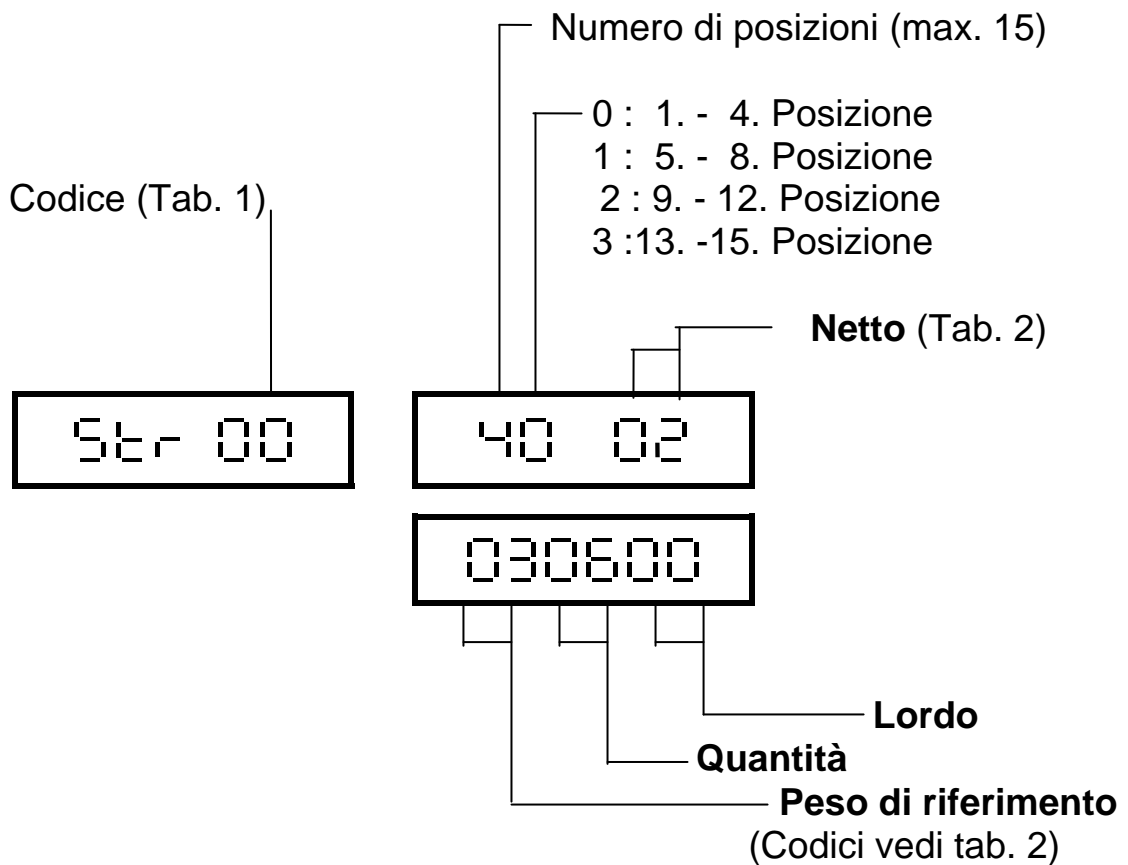 Numero di posizioni (max. 15)
0 : 1. - 4. Posizione
1 : 5. - 8. Posizione
2 : 9. - 12. Posizione
3 :13. -15. Posizione
Codice (Tab. 1)
Netto (Tab. 2)
Str 00
40 02
030600
Lordo
Quantità
Peso di riferimento
(Codici vedi tab. 2)